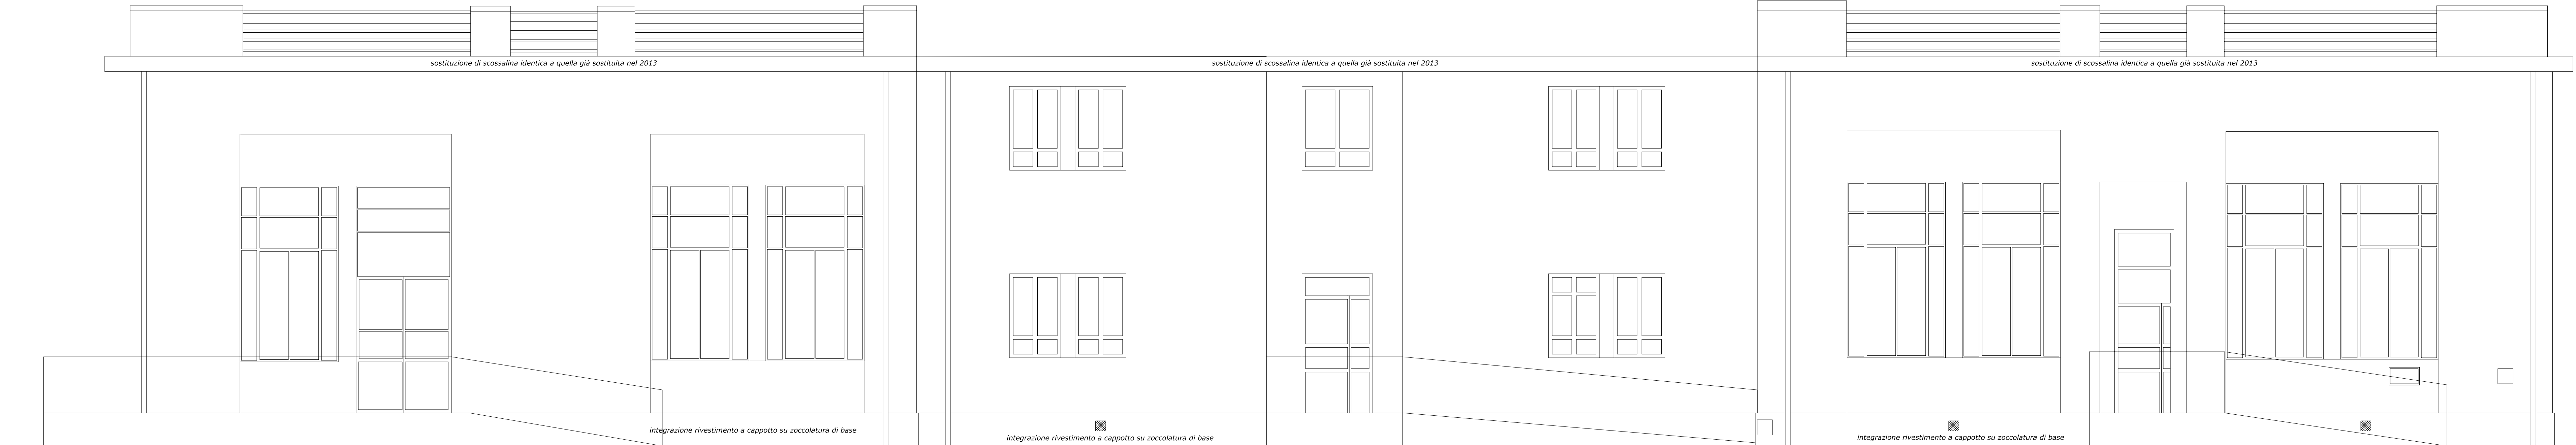 sostituzione di scossalina identica a quella già sostituita nel 2013
sostituzione di scossalina identica a quella già sostituita nel 2013
sostituzione di scossalina identica a quella già sostituita nel 2013
integrazione rivestimento a cappotto su zoccolatura di base
integrazione rivestimento a cappotto su zoccolatura di base
integrazione rivestimento a cappotto su zoccolatura di base